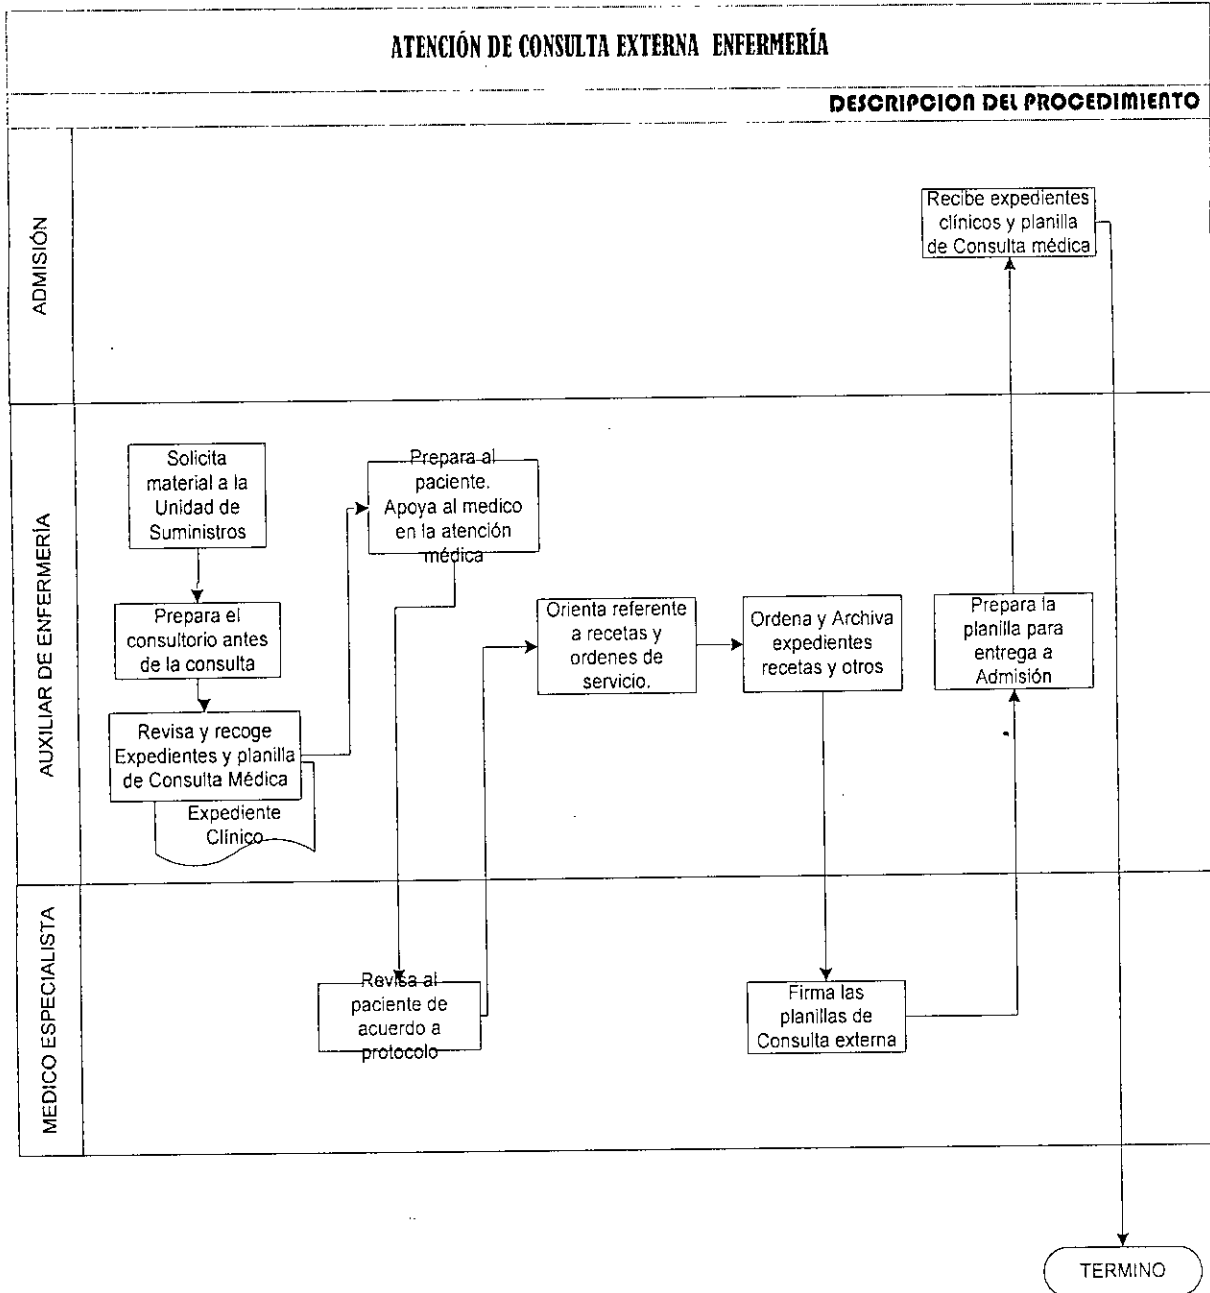 ATENCIÓN DE CONSULTA EXTERNA ENFERMERÍA
DESCRIPCION DEL PROCEDIMIENTO
ADMISIÓN
Recibe expedientes
clínicos y planilla
de Consulta médica
AUXILIAR DE ENFERMERÍA
Solicita
material a la
Unidad de
Suministros
Prepara el
consultorio antes
de la consulta
Revisa y recoge
Expedientes y planilla
de Consulta Médica
Expediente
Clínico
Prepara al
paciente.
Apoya al medico
en la atención
médica
Orienta referente
a recetas y
ordenes de
servicio.
Ordena y Archiva
expedientes
recetas y otros
Prepara la
planilla para
entrega a
Admisión
MEDICO ESPECIALISTA
Revisa al
paciente de
acuerdo a
protocolo
Firma las
planillas de
Consulta externa
TERMINO